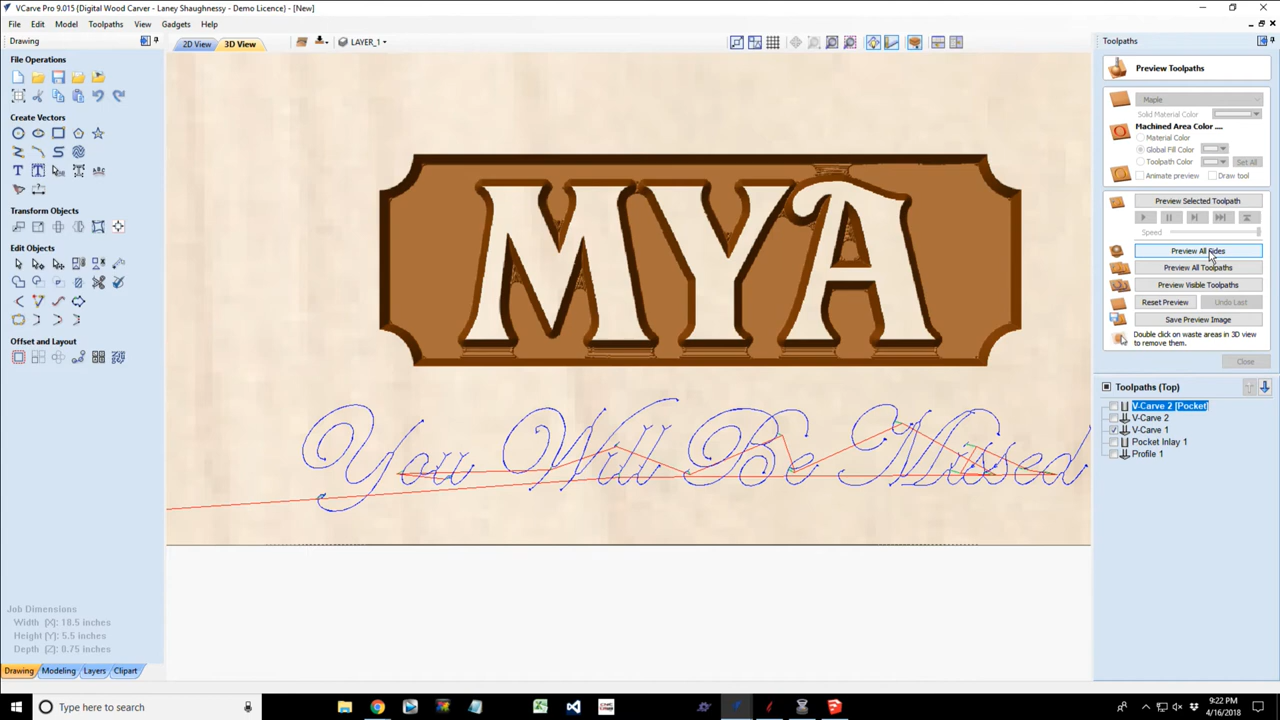 VCarve Pro 9.015 {Digital Wood Carver - Laney Shaughnessy - Demo Licence} - [New]
File Edit Model Toolpaths View Gadgets Help
Drawing
2D View 3D View LAYER_1
Toolpaths
File Operations
Create Vectors
Transform Objects
Edit Objects
Offset and Layout
Job Dimensions
Width (X): 18.5 inches
Height (Y): 5.5 inches
Depth (Z): 0.75 inches
Drawing Modeling Layers Clipart
MYA
You Will Be Missed
Preview Toolpaths
Maple
Solid Material Color
Machined Area Color ....
Material Color
Global Fill Color
Toolpath Color Set All
Animate preview Draw tool
Preview Selected Toolpath
Speed
Preview All Sides
Preview All Toolpaths
Preview Visible Toolpaths
Reset Preview Undo Last
Save Preview Image
Double click on waste areas in 3D view
to remove them.
Close
Toolpaths (Top)
V-Carve 2 [Pocket]
V-Carve 2
V-Carve 1
Pocket Inlay 1
Profile 1
Type here to search
9:22 PM
4/16/2018